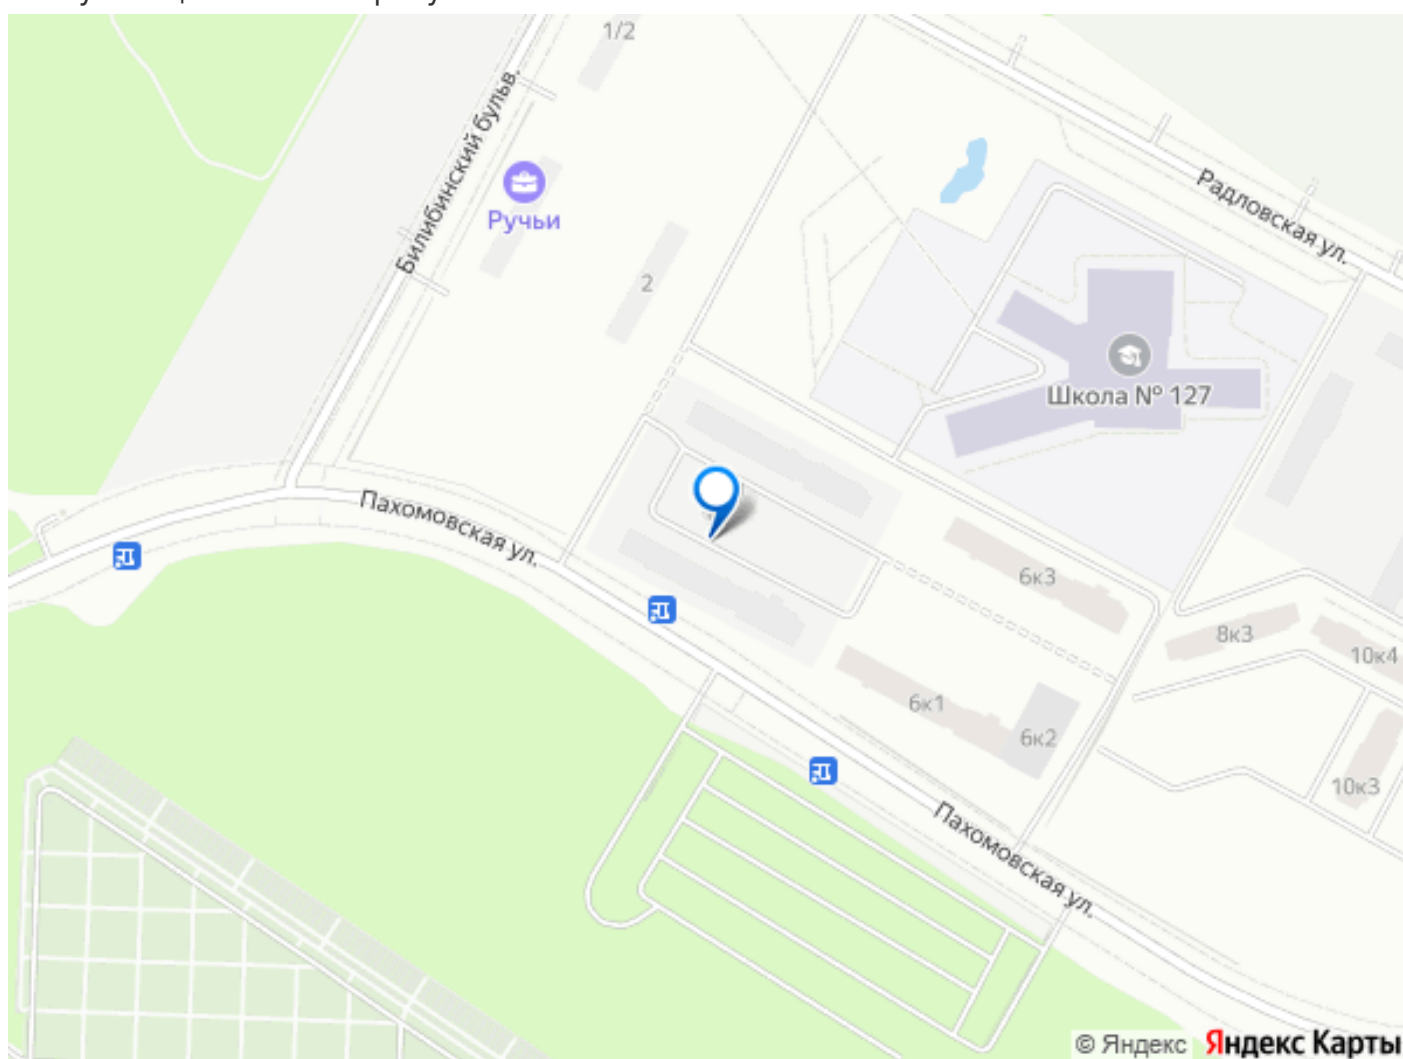 1/2
Билибинский бульв.
Ручьи
2
Радловская ул.
Школа № 127
Пахомовская ул.
6к3
8к3
10к4
6к1
6к2
10к3
Пахомовская ул.
© Яндекс Яндекс Карты